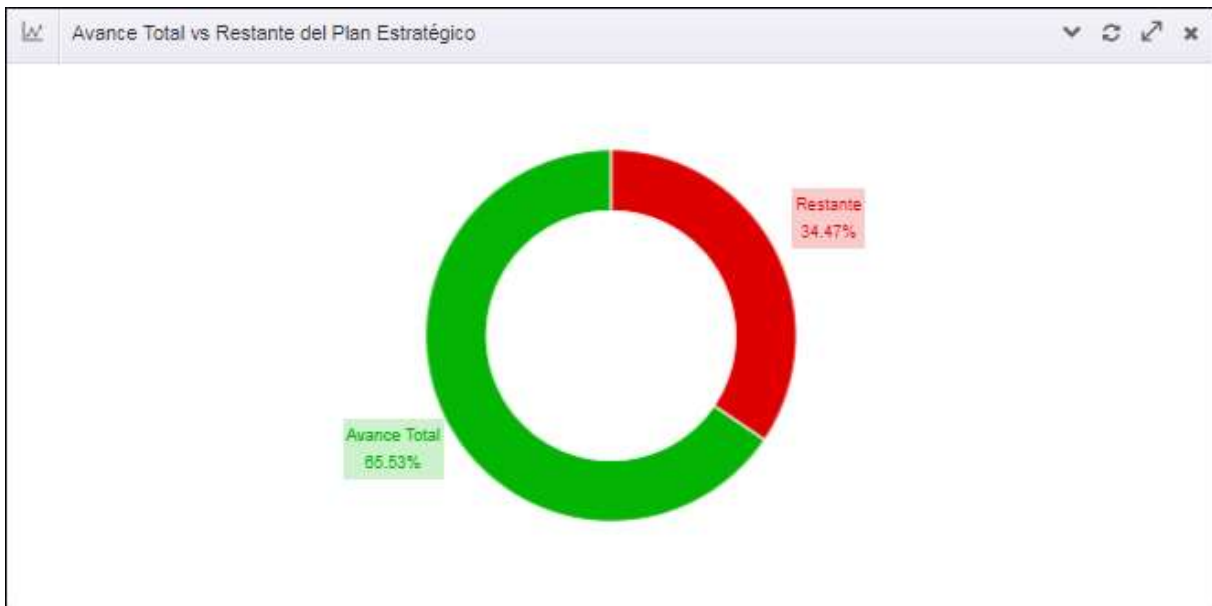 Avance Total vs Restante del Plan Estratégico
Restante
34.47%
Avance Total
65.53%